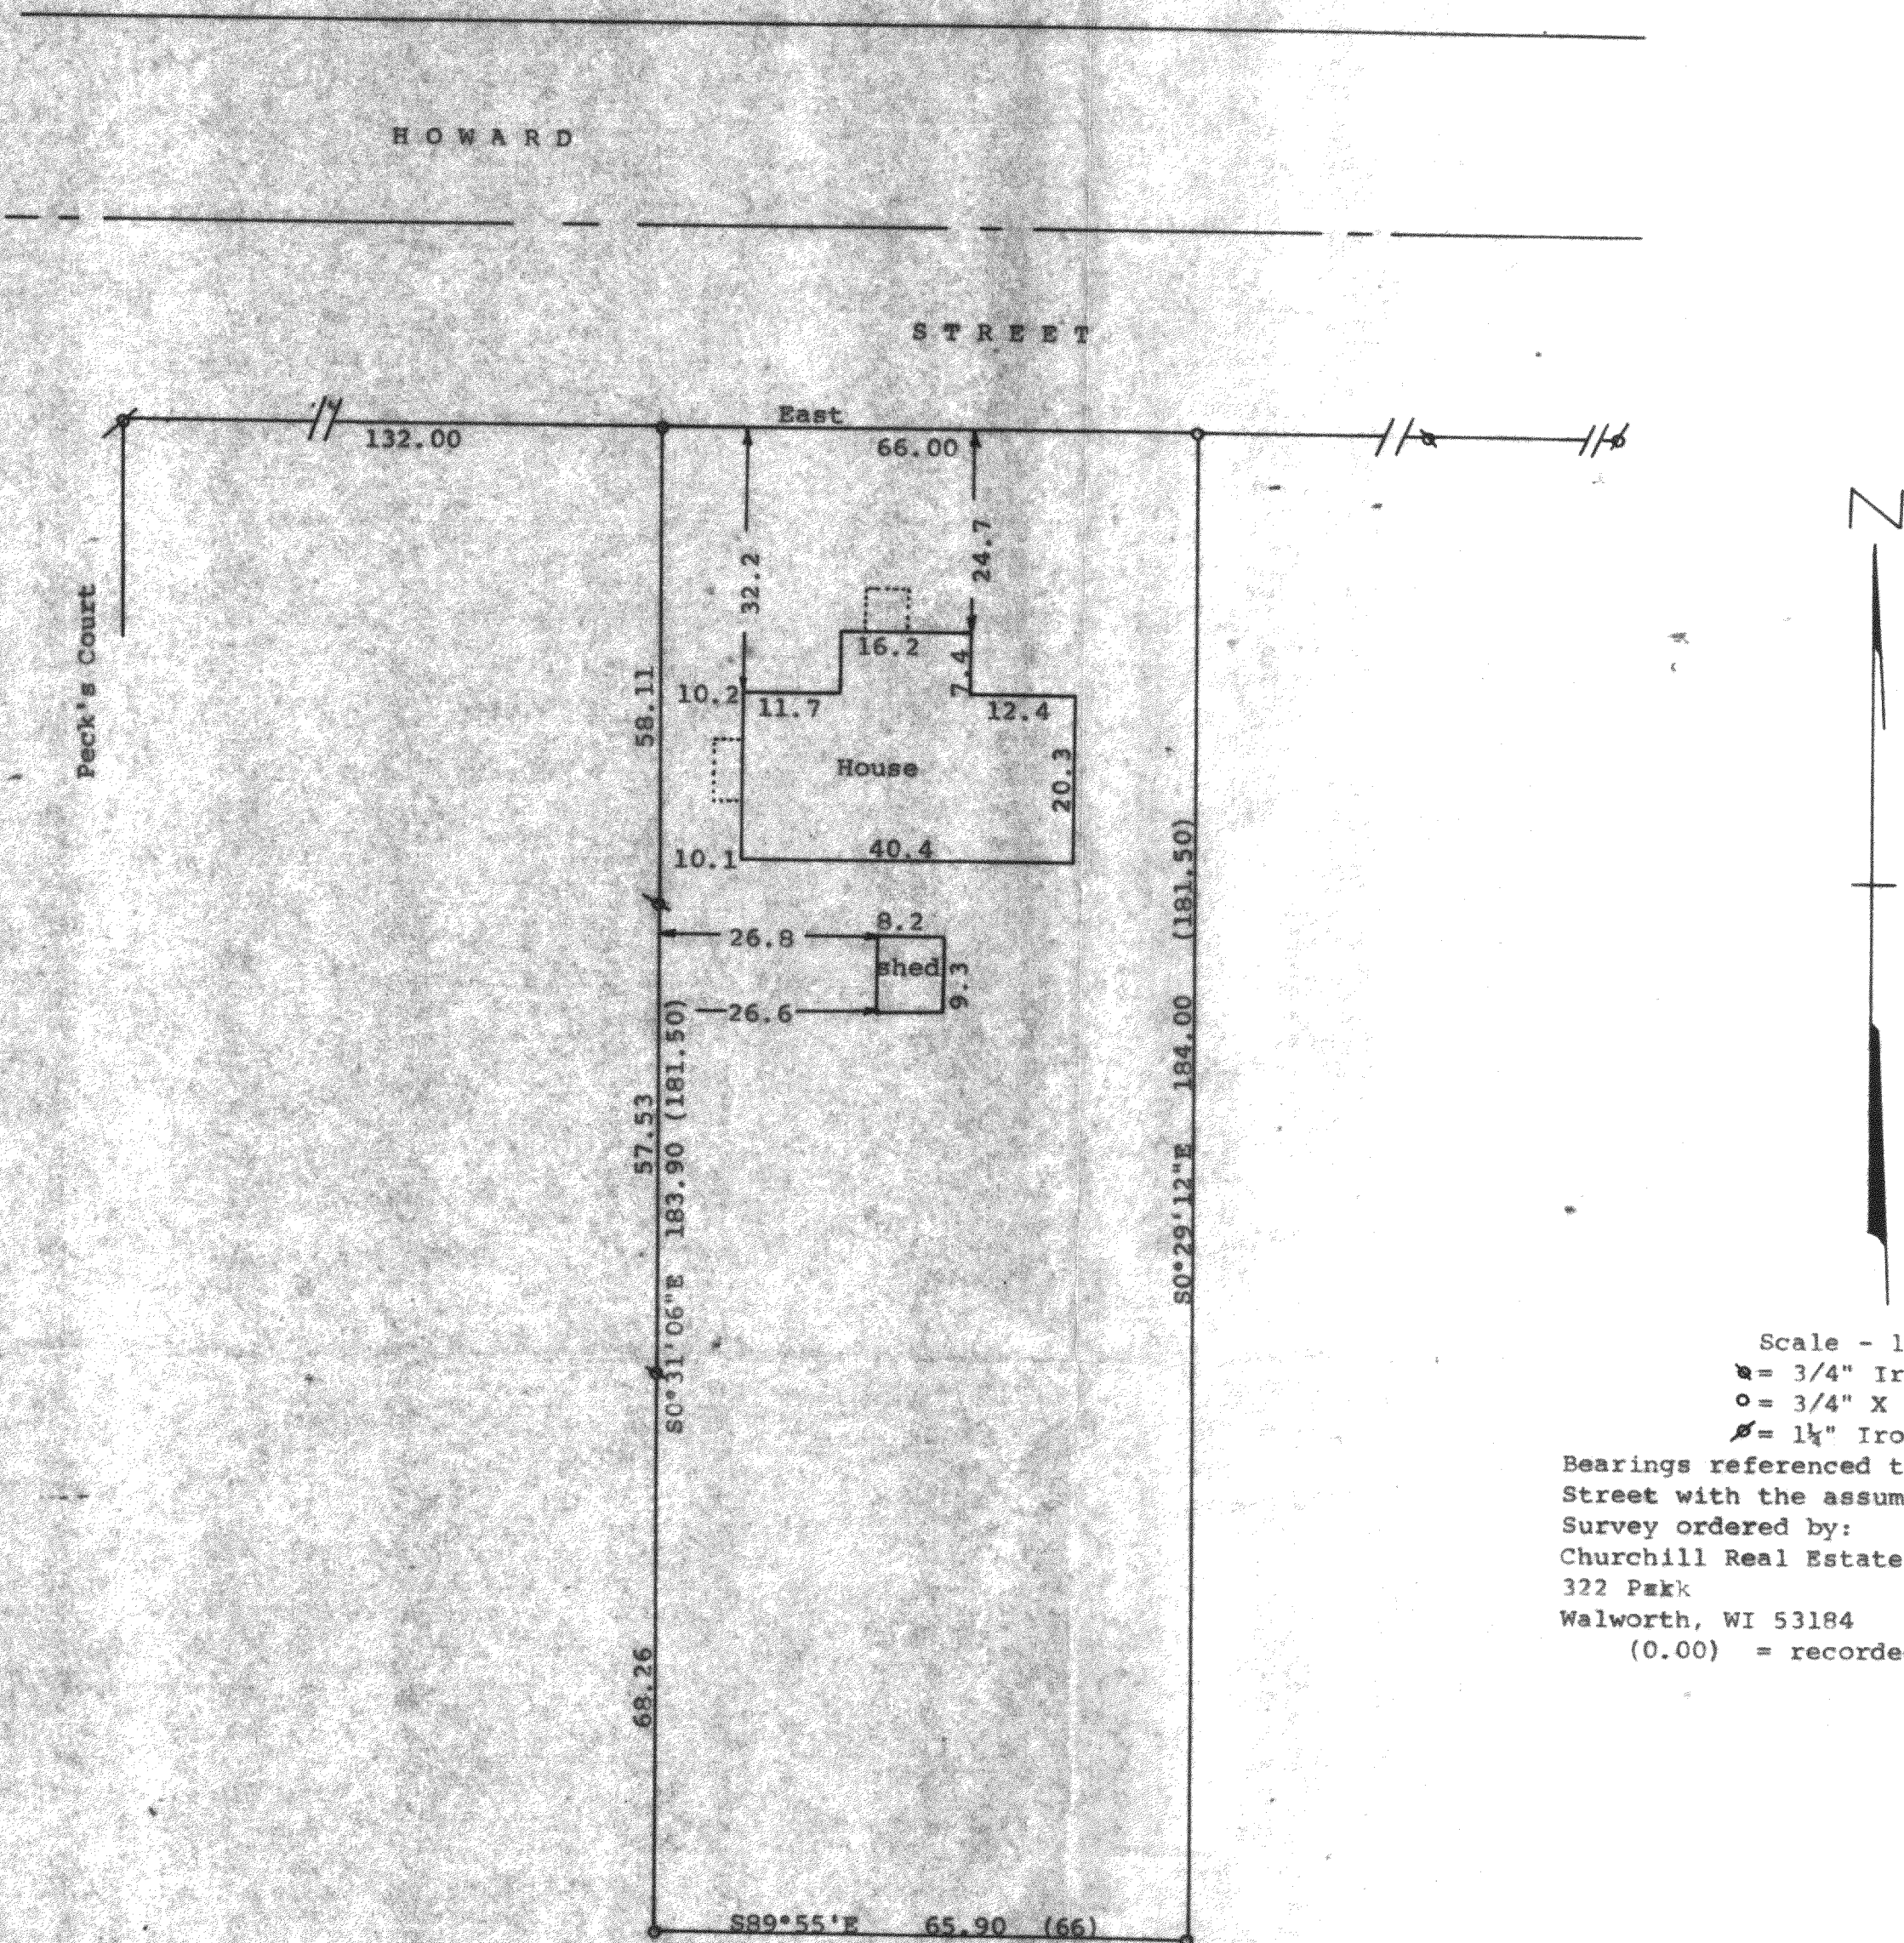 HOWARD
STREET
East
132.00
66.00
32.2
24.7
Peck's Court
58.11
16.2
7.4
10.2
11.7
12.4
House
20.3
10.1
40.4
26.8
8.2
shed
9.3
26.6
57.53
S0°31'06"E 183.90 (181.50)
S0°29'12"E 184.00 (181.50)
68.26
S89°55'E 65.90 (66)
N
Scale - 1
= 3/4" Ir
= 3/4" X
= 1¼" Iro
Bearings referenced t
Street with the assum
Survey ordered by:
Churchill Real Estate
322 Park
Walworth, WI 53184
(0.00) = recorde